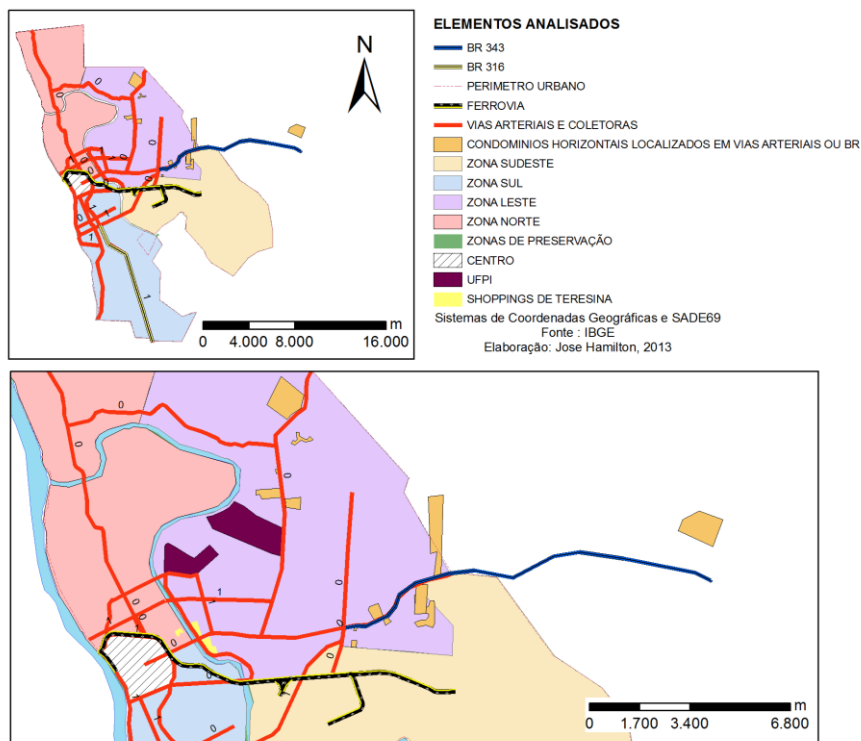 N
m
0 4.000 8.000 16.000
ELEMENTOS ANALISADOS
BR 343
BR 316
PERIMETRO URBANO
FERROVIA
VIAS ARTERIAIS E COLETORAS
CONDOMINIOS HORIZONTAIS LOCALIZADOS EM VIAS ARTERIAIS OU BR
ZONA SUDESTE
ZONA SUL
ZONA LESTE
ZONA NORTE
ZONAS DE PRESERVAÇÃO
CENTRO
UFPI
SHOPPINGS DE TERESINA
Sistemas de Coordenadas Geográficas e SADE69
Fonte : IBGE
Elaboração: Jose Hamilton, 2013
m
0 1.700 3.400 6.800